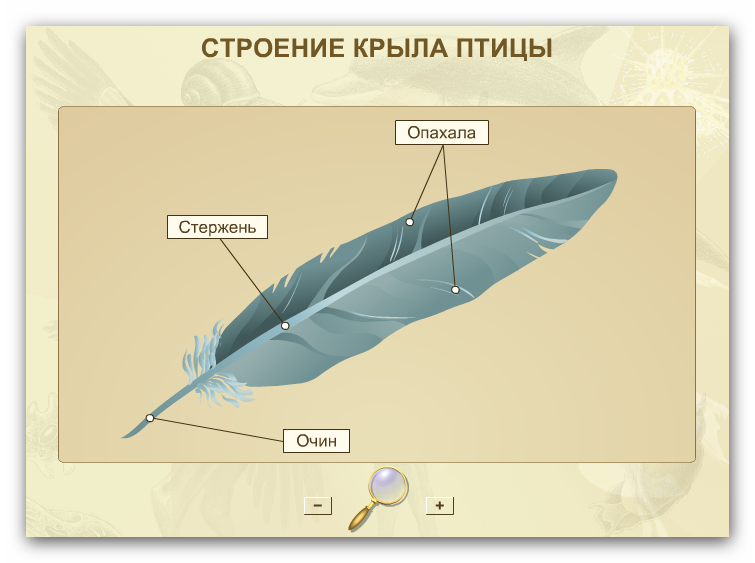 СТРОЕНИЕ КРЫЛА ПТИЦЫ
Опахала
Стержень
Очин
− +